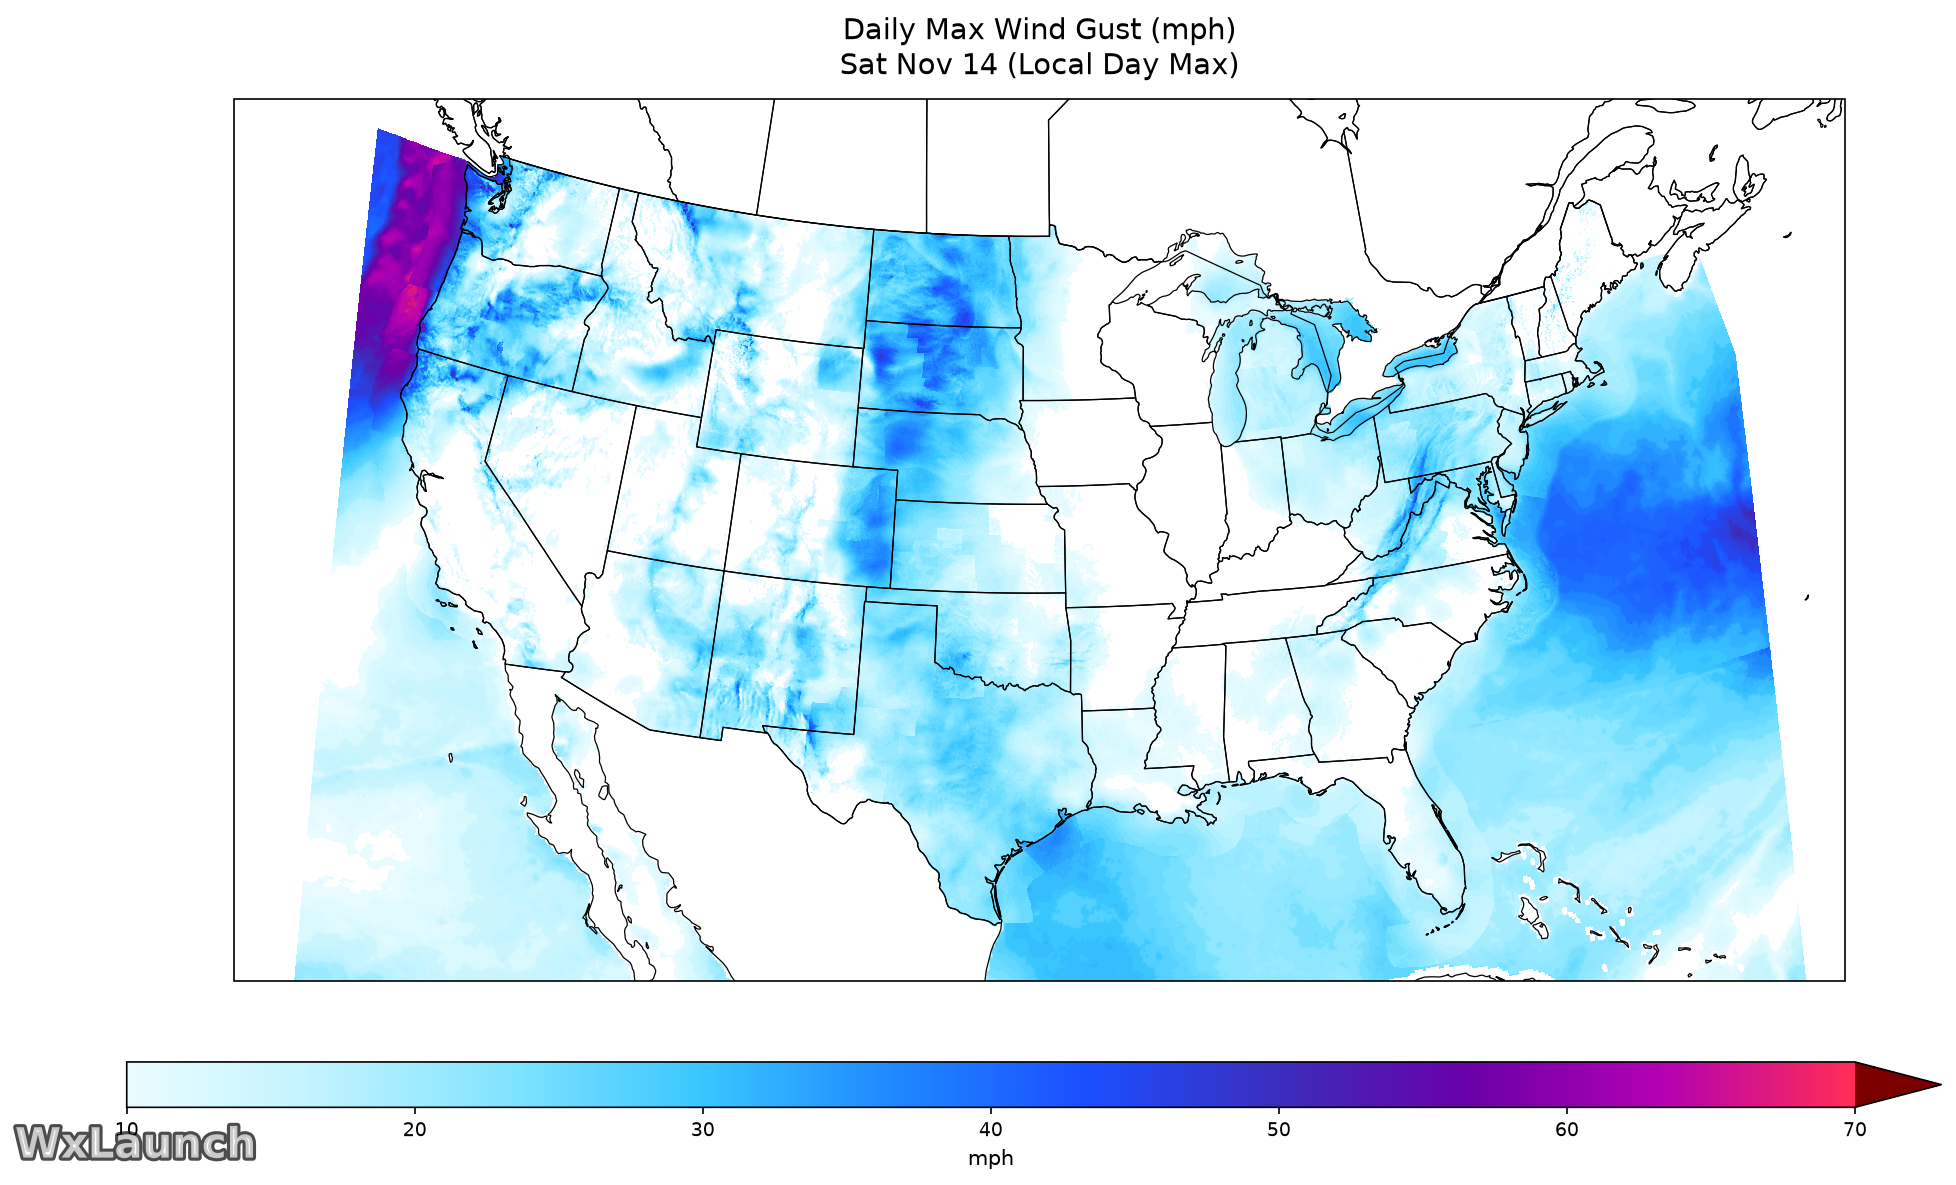 Daily Max Wind Gust (mph)
Sat Nov 14 (Local Day Max)
10 20 30 40 50 60 70
mph
WxLaunch